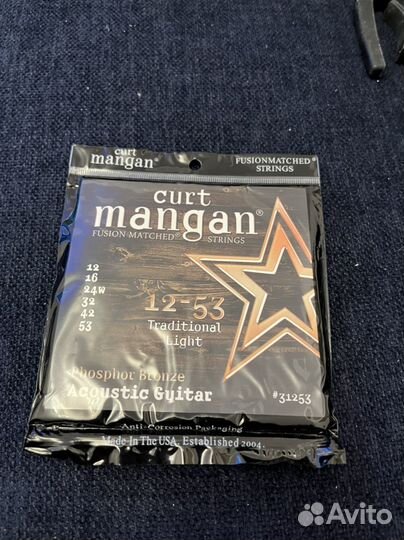 curt
mangan®
FUSIONMATCHED®
STRINGS
curt
mangan®
FUSION MATCHED® STRINGS
12
16
24W
32
42
53
12-53
Traditional
Light
Phosphor Bronze
Acoustic Guitar
#31253
Anti-Corrosion Packaging
Made In The USA. Established 2004.
Avito